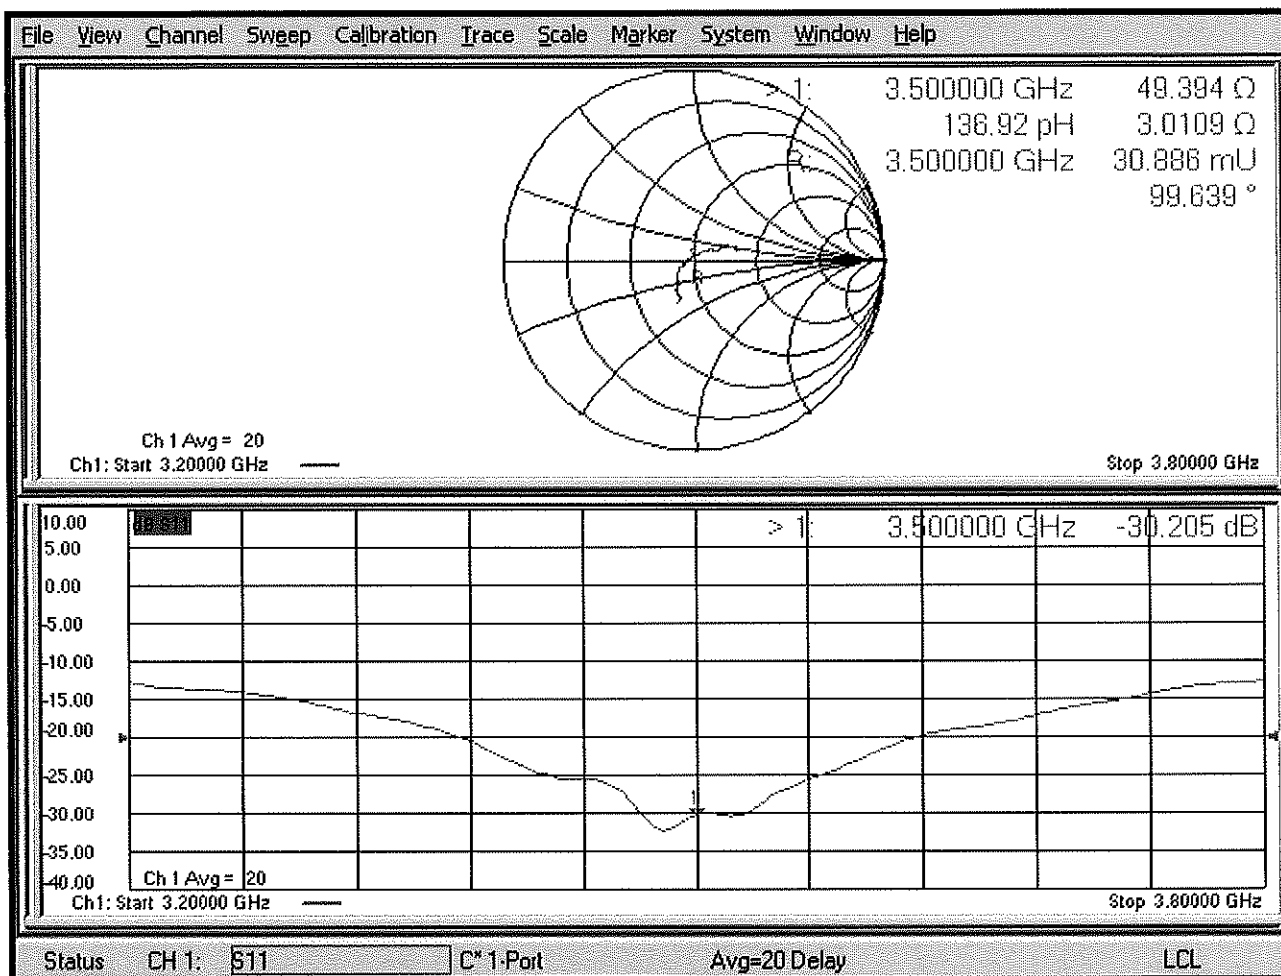 File View Channel Sweep Calibration Trace Scale Marker System Window Help
> 1: 3.500000 GHz 49.394 Ω
136.92 pH 3.0109 Ω
3.500000 GHz 30.886 mU
99.639 °
Ch 1 Avg = 20
Ch1: Start 3.20000 GHz Stop 3.80000 GHz
10.00
dB S11 > 1: 3.500000 GHz -30.205 dB
5.00
0.00
-5.00
-10.00
-15.00
-20.00
-25.00
-30.00
-35.00
-40.00
Ch 1 Avg = 20
Ch1: Start 3.20000 GHz Stop 3.80000 GHz
Status CH 1: S11 C* 1-Port Avg=20 Delay LCL